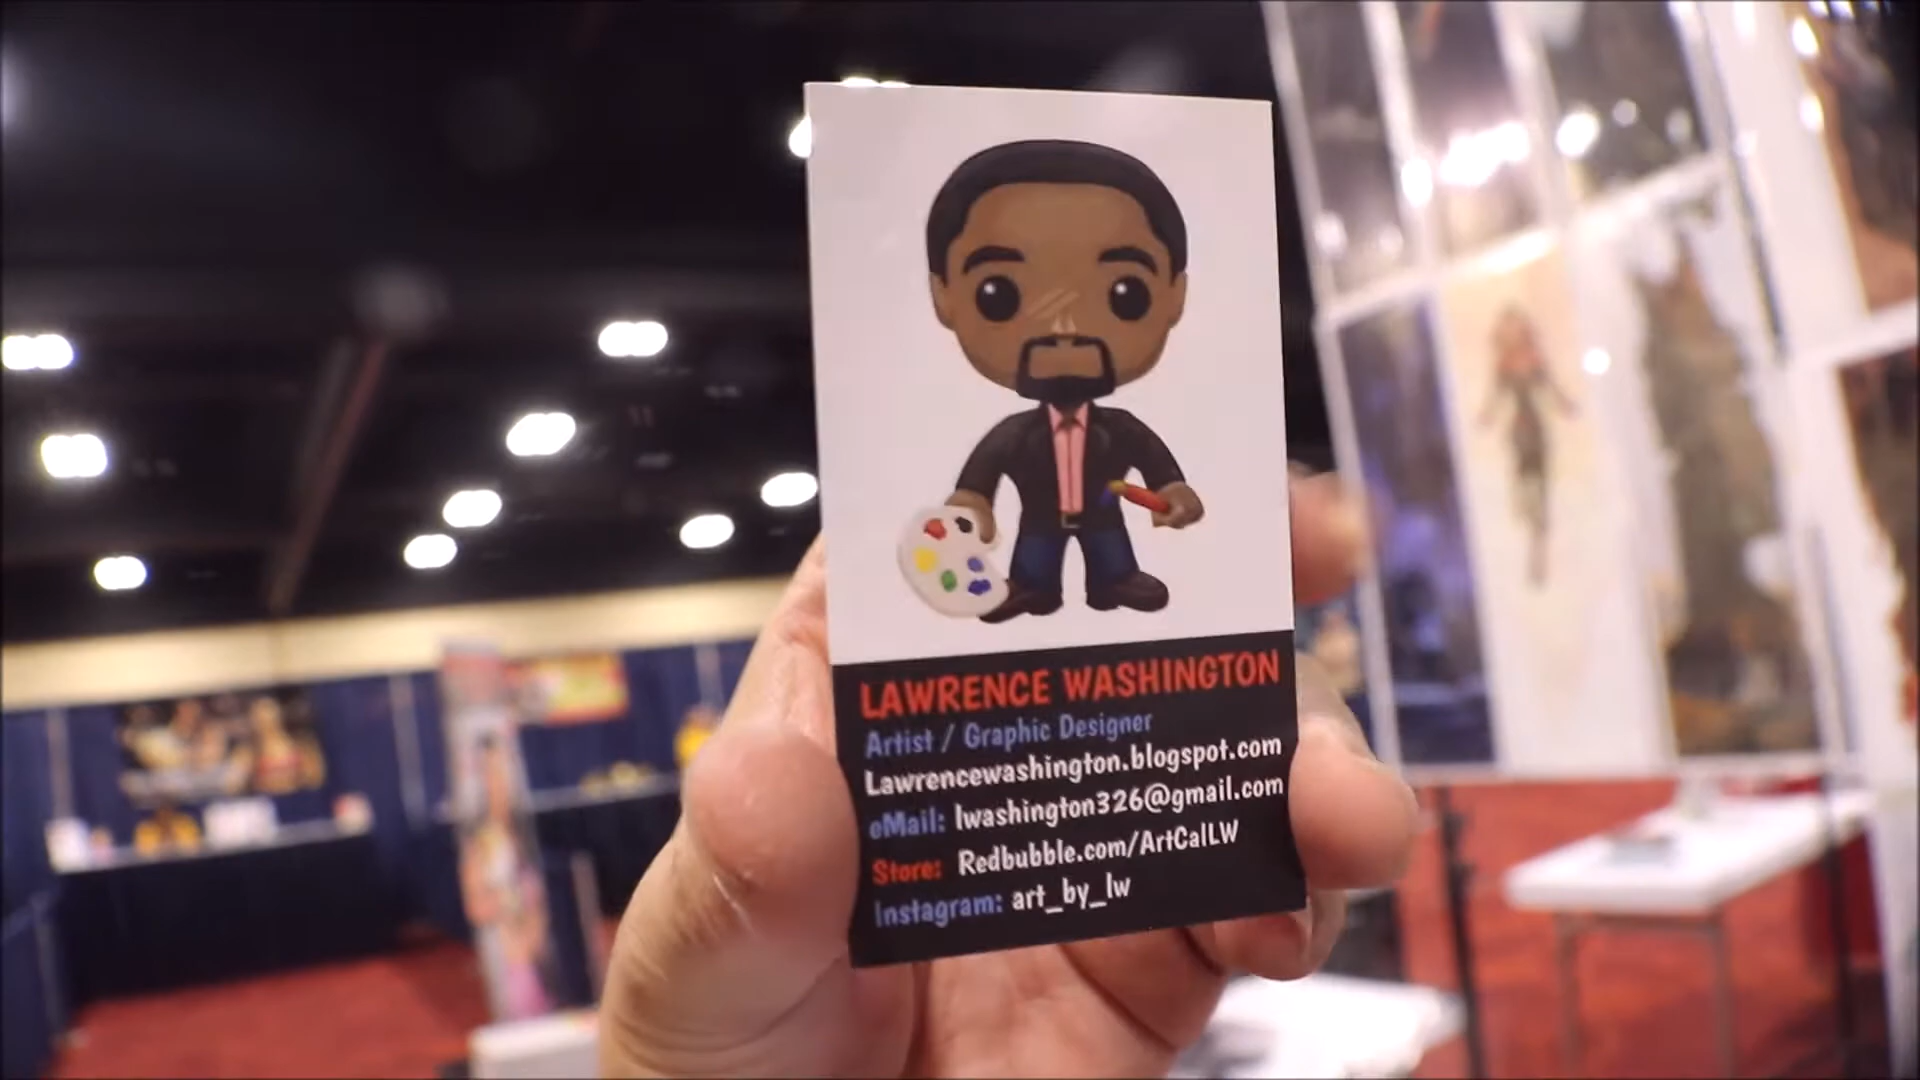 LAWRENCE WASHINGTON
Artist / Graphic Designer
Lawrencewashington.blogspot.com
eMail: lwashington326@gmail.com
Store: Redbubble.com/ArtCalLW
Instagram: art_by_lw